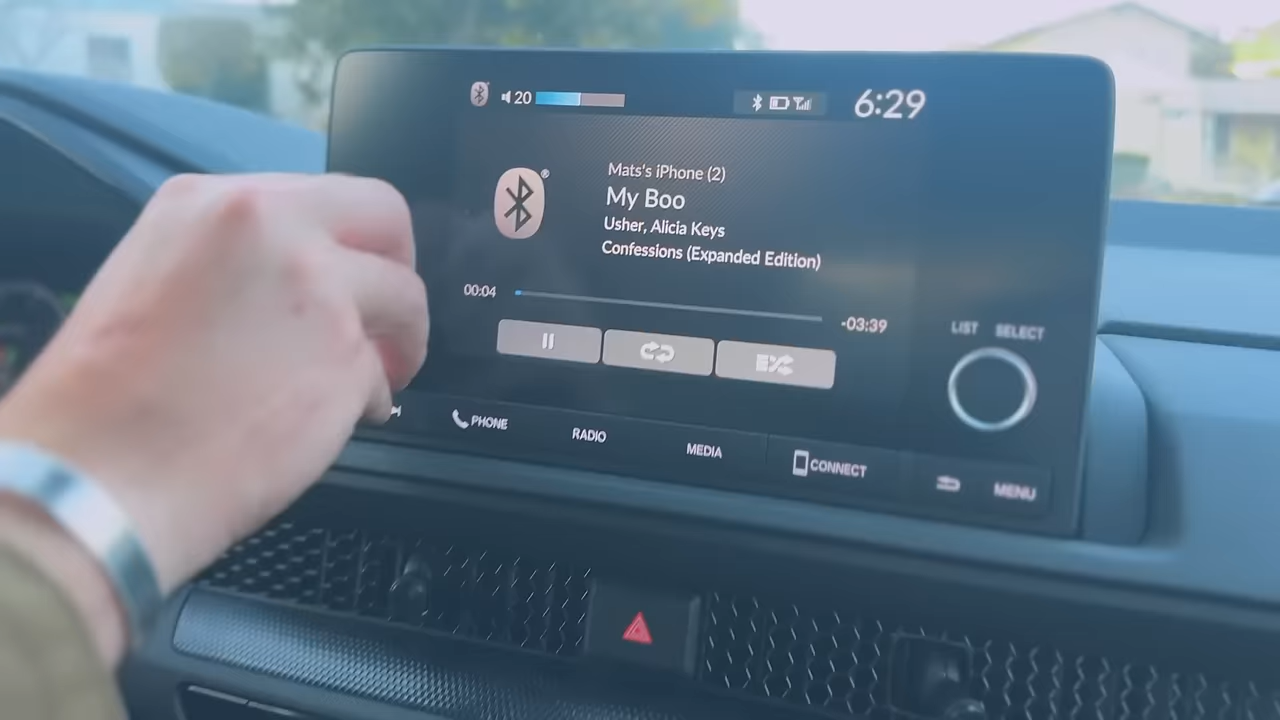 20
6:29
Mats's iPhone (2)
My Boo
Usher, Alicia Keys
Confessions (Expanded Edition)
00:04
-03:39
LIST SELECT
PHONE
RADIO
MEDIA
CONNECT
MENU